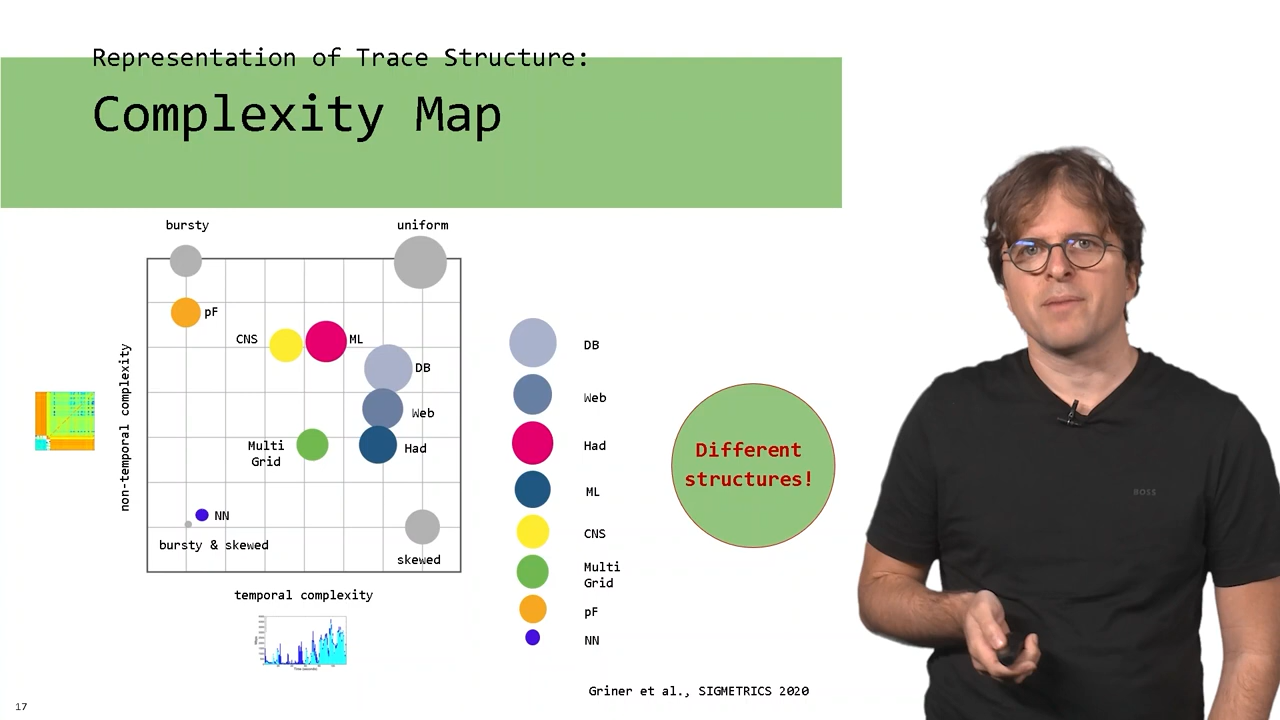 Representation of Trace Structure:
Complexity Map
bursty
uniform
pF
CNS
ML
DB
Web
Multi
Grid
Had
NN
bursty & skewed
skewed
non-temporal complexity
temporal complexity
DB
Web
Had
ML
CNS
Multi
Grid
pF
NN
Different
structures!
BOSS
Griner et al., SIGMETRICS 2020
17